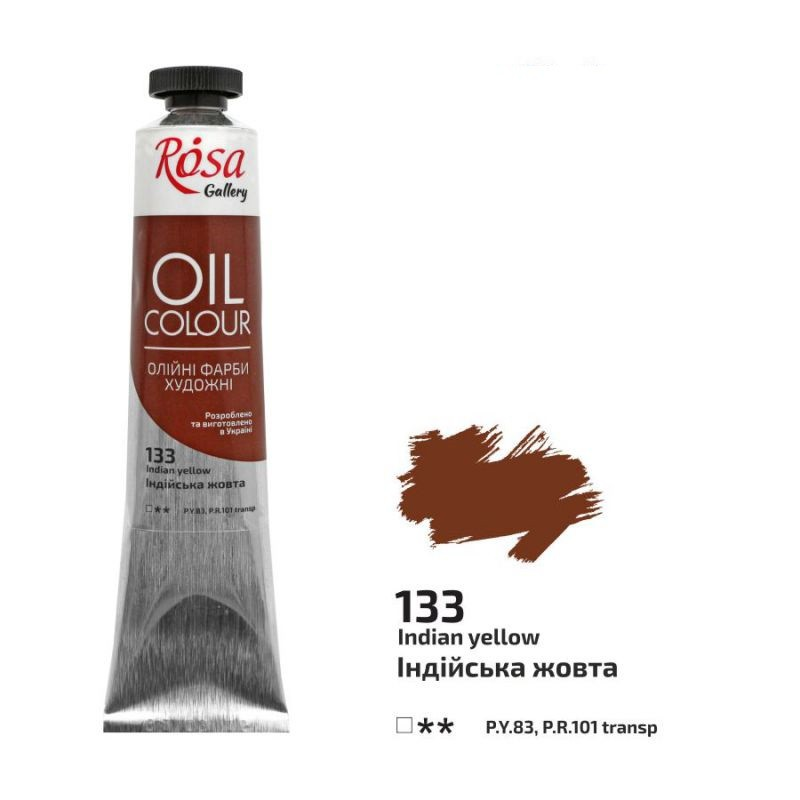 Rósa
Gallery
OIL
COLOUR
ОЛІЙНІ ФАРБИ
ХУДОЖНІ
Розроблено
та виготовлено
в Україні
133
Indian yellow
Індійська жовта
□** P.Y.83, P.R.101 transp
133
Indian yellow
Індійська жовта
□** P.Y.83, P.R.101 transp